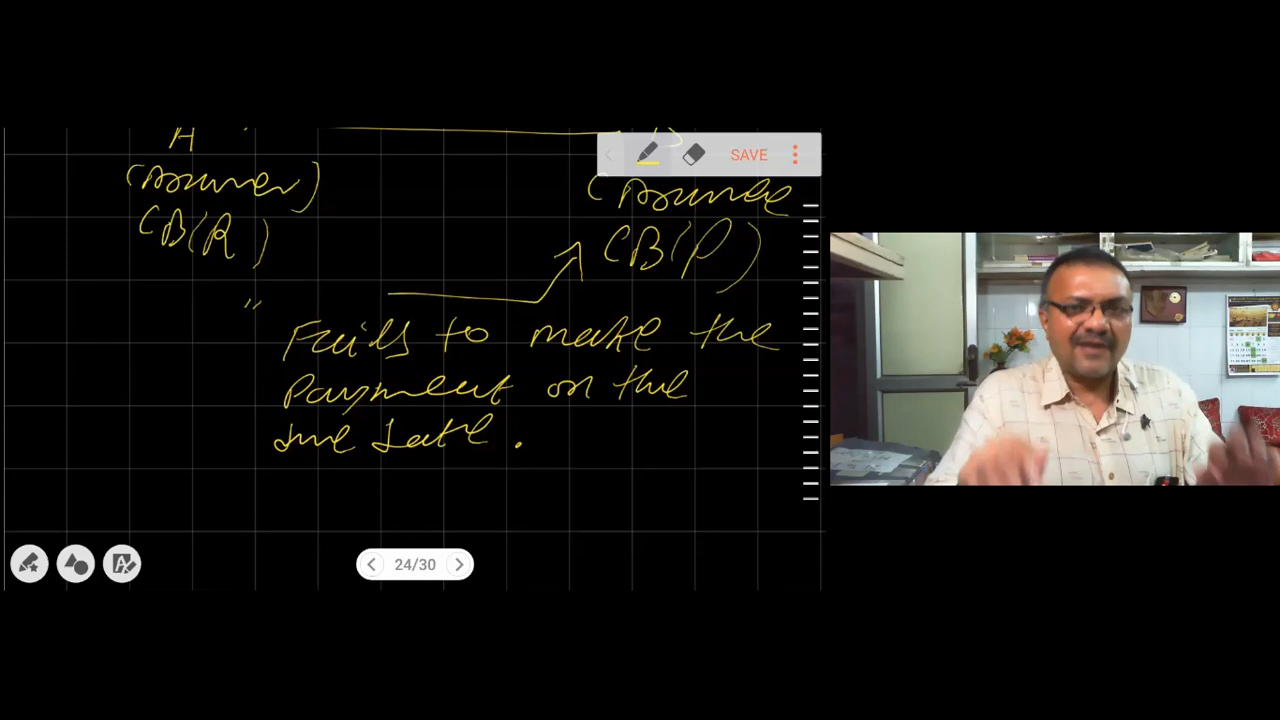 A
(Drawer)
(B/R)
SAVE
(Drawee
(B/P)
"
Fails to make the
payment on the
due date.
24/30